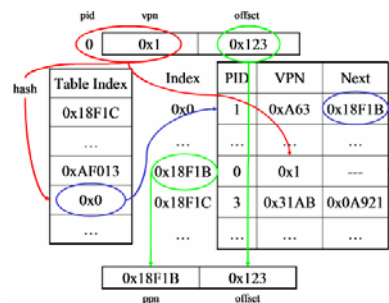 pid vpn offset
0 0x1 0x123
hash
Table Index Index PID VPN Next
0x18F1C 0x0 1 0xA63 0x18F1B
... ... ... ... ...
0xAF013 0x18F1B 0 0x1 ---
0x0 0x18F1C 3 0x31AB 0x0A921
... ... ... ... ...
0x18F1B 0x123
ppn offset